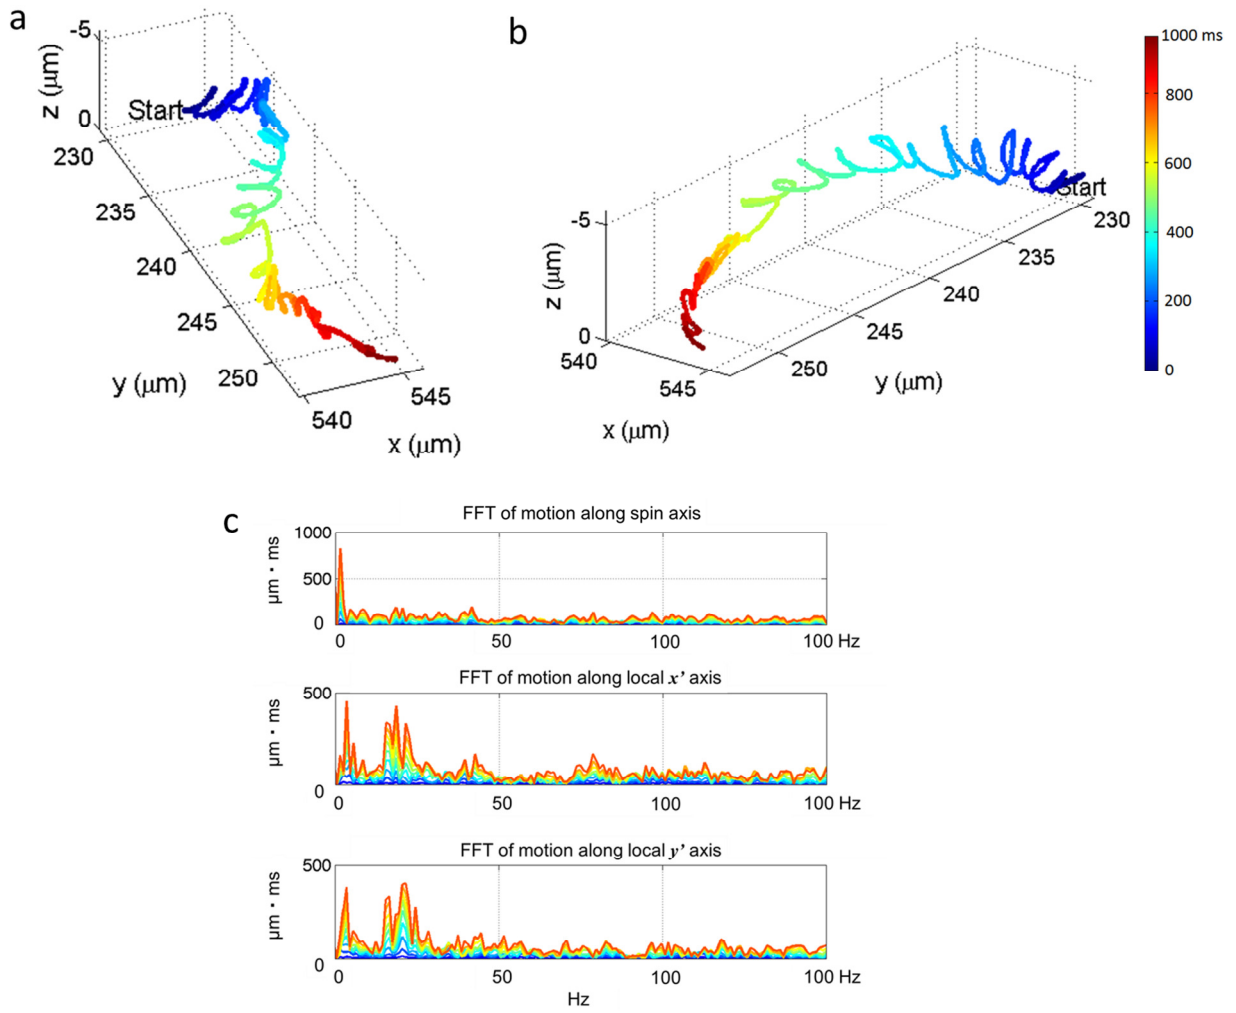 a
-5
z (µm)
0
Start
230
235
240
245
250
y (µm)
540
545
x (µm)
b
-5
z (µm)
0
540
545
x (µm)
250
245
240
235
230
y (µm)
Start
1000 ms
800
600
400
200
0
c
FFT of motion along spin axis
1000
500
0
µm · ms
0 50 100 100 Hz
FFT of motion along local x' axis
500
0
µm · ms
0 50 100 100 Hz
FFT of motion along local y' axis
500
0
µm · ms
0 50 100 100 Hz
Hz